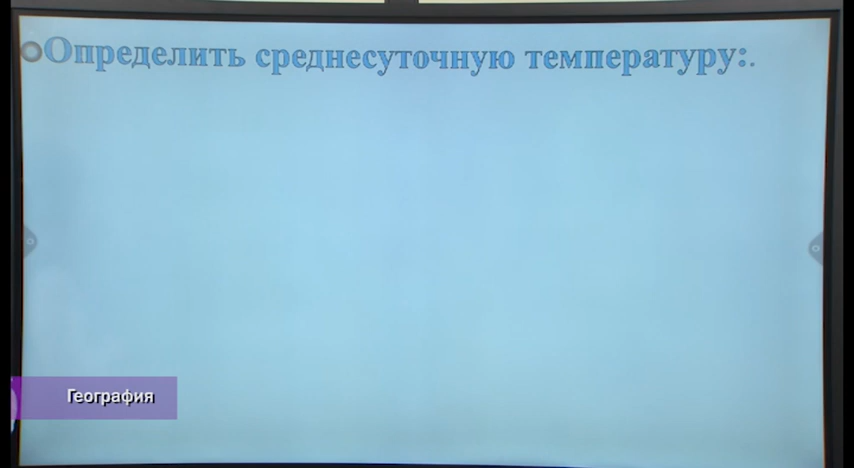 Определить среднесуточную температуру:.
География